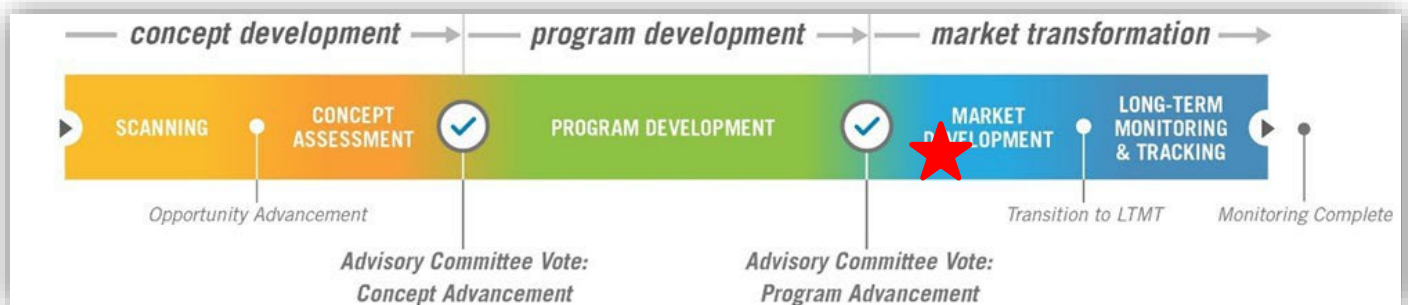 concept development
program development
market transformation
SCANNING
CONCEPT
ASSESSMENT
PROGRAM DEVELOPMENT
MARKET
DEVELOPMENT
LONG-TERM
MONITORING
& TRACKING
Opportunity Advancement
Transition to LTMT
Monitoring Complete
Advisory Committee Vote:
Concept Advancement
Advisory Committee Vote:
Program Advancement